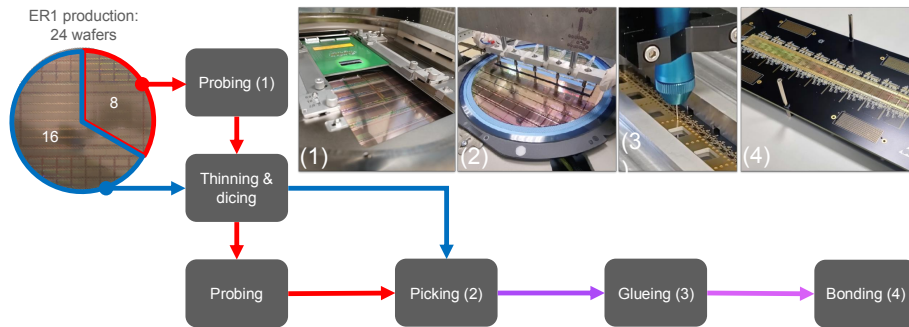 ER1 production:
24 wafers
8
16
Probing (1)
Thinning &
dicing
Probing
Picking (2)
Glueing (3)
Bonding (4)
(1)
(2)
(3
)
(4)